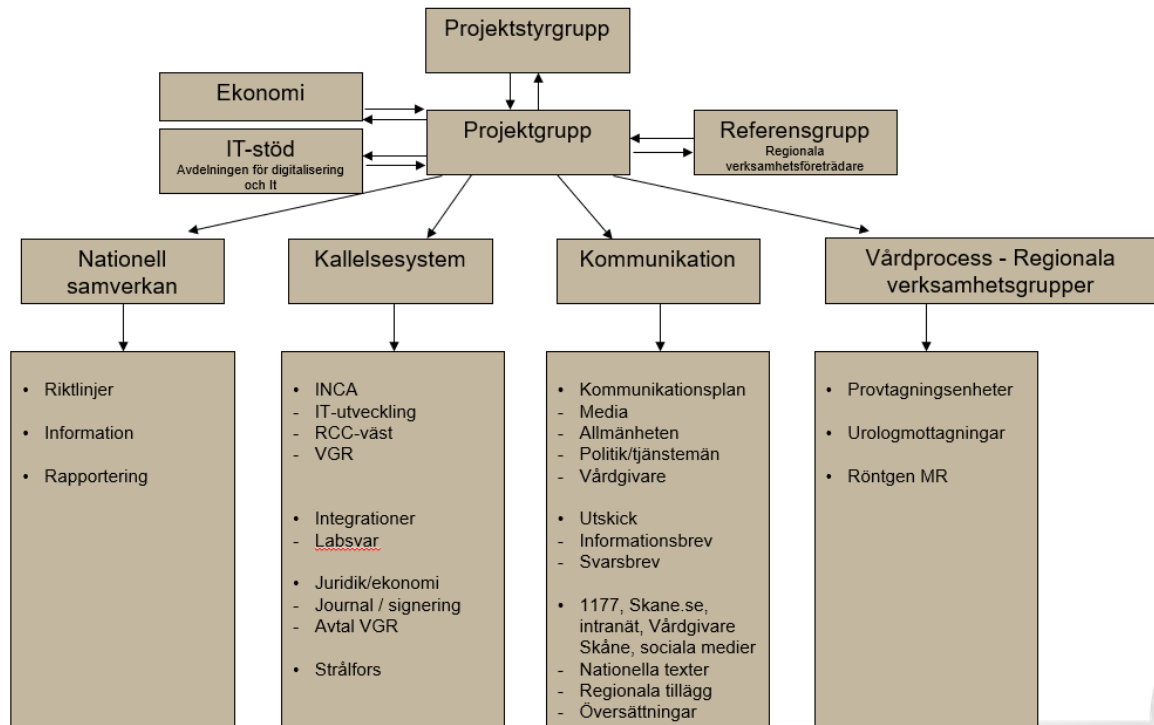 Projektstyrgrupp
Ekonomi
Projektgrupp
Referensgrupp
Regionala
verksamhetsföreträdare
IT-stöd
Avdelningen för digitalisering
och It
Nationell
samverkan
Kallelsesystem
Kommunikation
Vårdprocess - Regionala
verksamhetsgrupper
• Riktlinjer
• Information
• Rapportering
• INCA
- IT-utveckling
- RCC-väst
- VGR
• Integrationer
- Labsvar
• Juridik/ekonomi
- Journal / signering
- Avtal VGR
• Strålfors
• Kommunikationsplan
- Media
- Allmänheten
- Politik/tjänstemän
- Vårdgivare
• Utskick
- Informationsbrev
- Svarsbrev
• 1177, Skane.se,
intranät, Vårdgivare
Skåne, sociala medier
- Nationella texter
- Regionala tillägg
- Översättningar
• Provtagningsenheter
• Urologmottagningar
• Röntgen MR